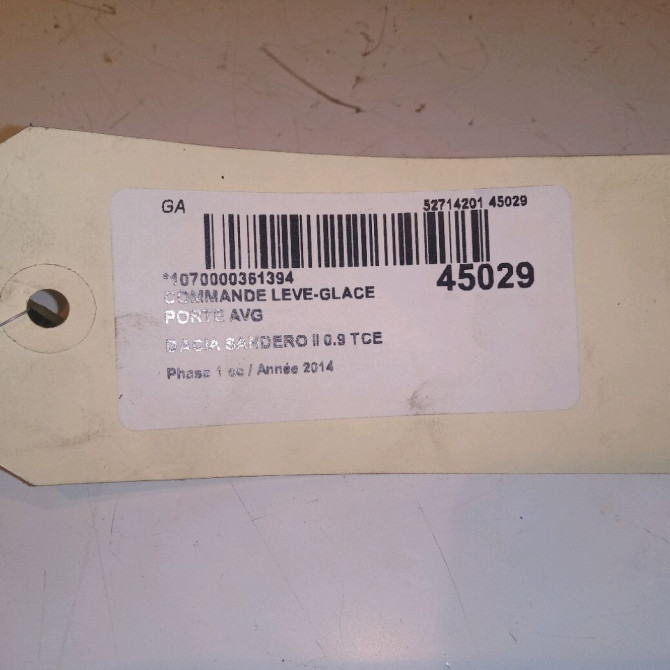 GA
52714201 45029
*1070000361394
45029
COMMANDE LEVE-GLACE
PORTE AVG
DACIA SANDERO II 0.9 TCE
Phase 1 / Année 2014